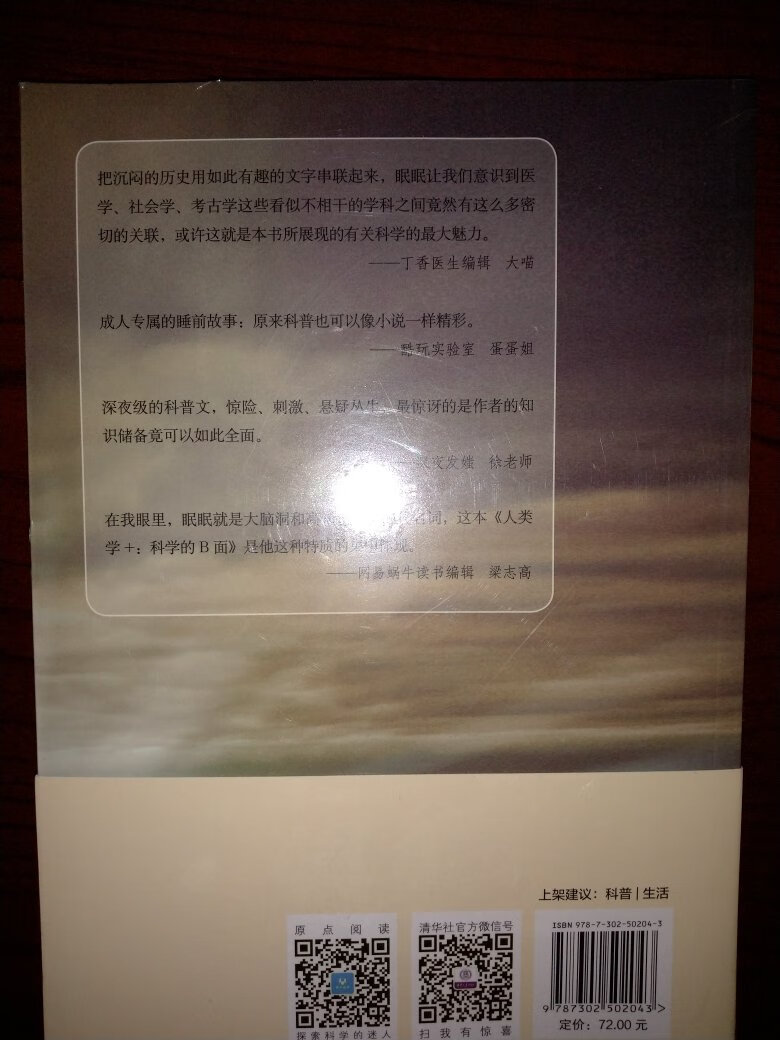 把沉闷的历史用如此有趣的文字串联起来，眠眠让我们意识到医
学、社会学、考古学这些看似不相干的学科之间竟然有这么多密
切的关联，或许这就是本书所展现的有关科学的最大魅力。
——丁香医生编辑 大喵
成人专属的睡前故事：原来科普也可以像小说一样精彩。
——酷玩实验室 蛋蛋姐
深夜级的科普文，惊险、刺激、悬疑丛生，最惊讶的是作者的知
识储备竟可以如此全面。
发媸 徐老师
在我眼里，眠眠就是大脑洞和高 词，这本《人类
学+：科学的B面》是他这种特质的 体现。
——网易蜗牛读书编辑 梁志高
上架建议：科普|生活
原点阅读
清华社官方微信号
ISBN 978-7-302-50204-3
探索科学的迷人
扫我有惊喜
9 787302 502043 >
定价：72.00 元